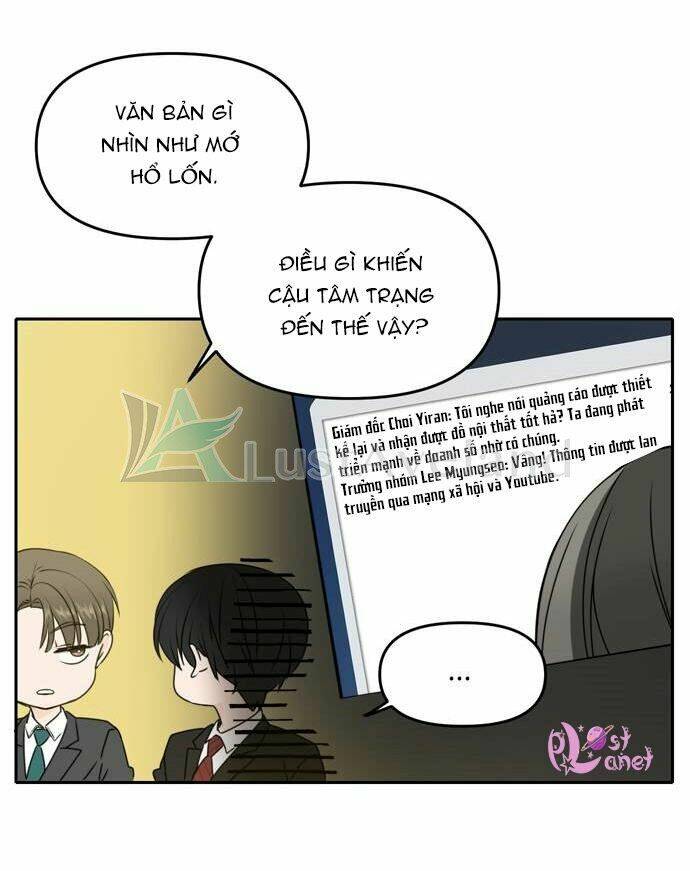 VĂN BẢN GÌ
NHÌN NHƯ MỚ
HỔ LỐN.
ĐIỀU GÌ KHIẾN
CẬU TÂM TRẠNG
ĐẾN THẾ VẬY?
Giám đốc Choi Yiran: Tôi nghe nói quảng cáo được thiết
kế lại và nhận được đồ nội thất tốt hả? Ta đang phát
triển mạnh về doanh số nhờ có chúng.
Trưởng nhóm Lee Myungseo: Vâng! Thông tin được lan
truyền qua mạng xã hội và Youtube.
...
Lost
Planet